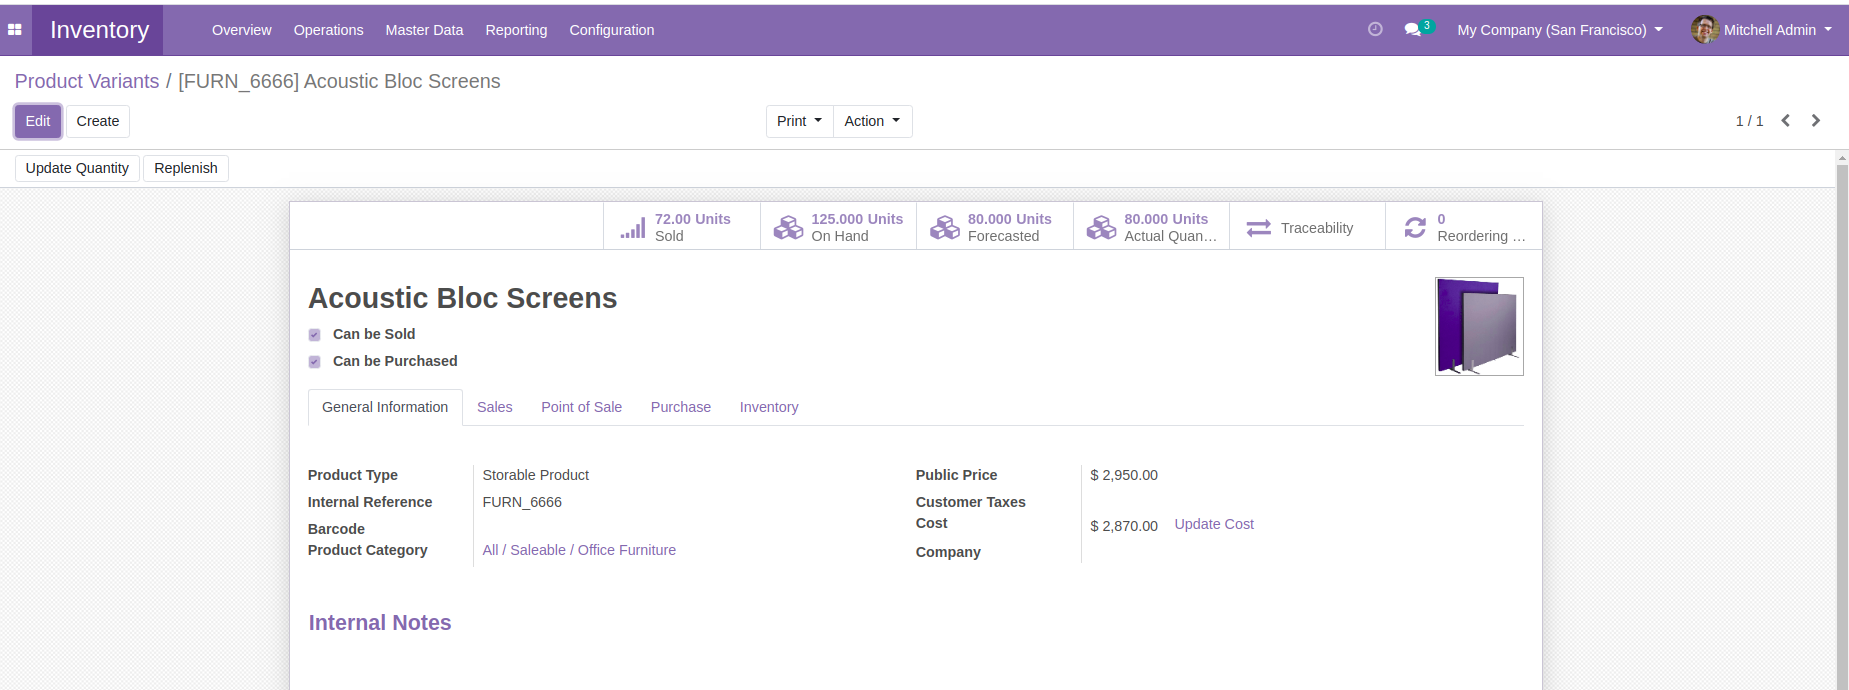 Inventory Overview Operations Master Data Reporting Configuration 3 My Company (San Francisco) Mitchell Admin
Product Variants / [FURN_6666] Acoustic Bloc Screens
Edit Create Print Action 1 / 1
Update Quantity Replenish
72.00 Units 125.000 Units 80.000 Units 80.000 Units 0
Sold On Hand Forecasted Actual Quan… Traceability Reordering …
Acoustic Bloc Screens
Can be Sold
Can be Purchased
General Information Sales Point of Sale Purchase Inventory
Product Type Storable Product Public Price $ 2,950.00
Internal Reference FURN_6666 Customer Taxes
Barcode Cost $ 2,870.00 Update Cost
Product Category All / Saleable / Office Furniture Company
Internal Notes